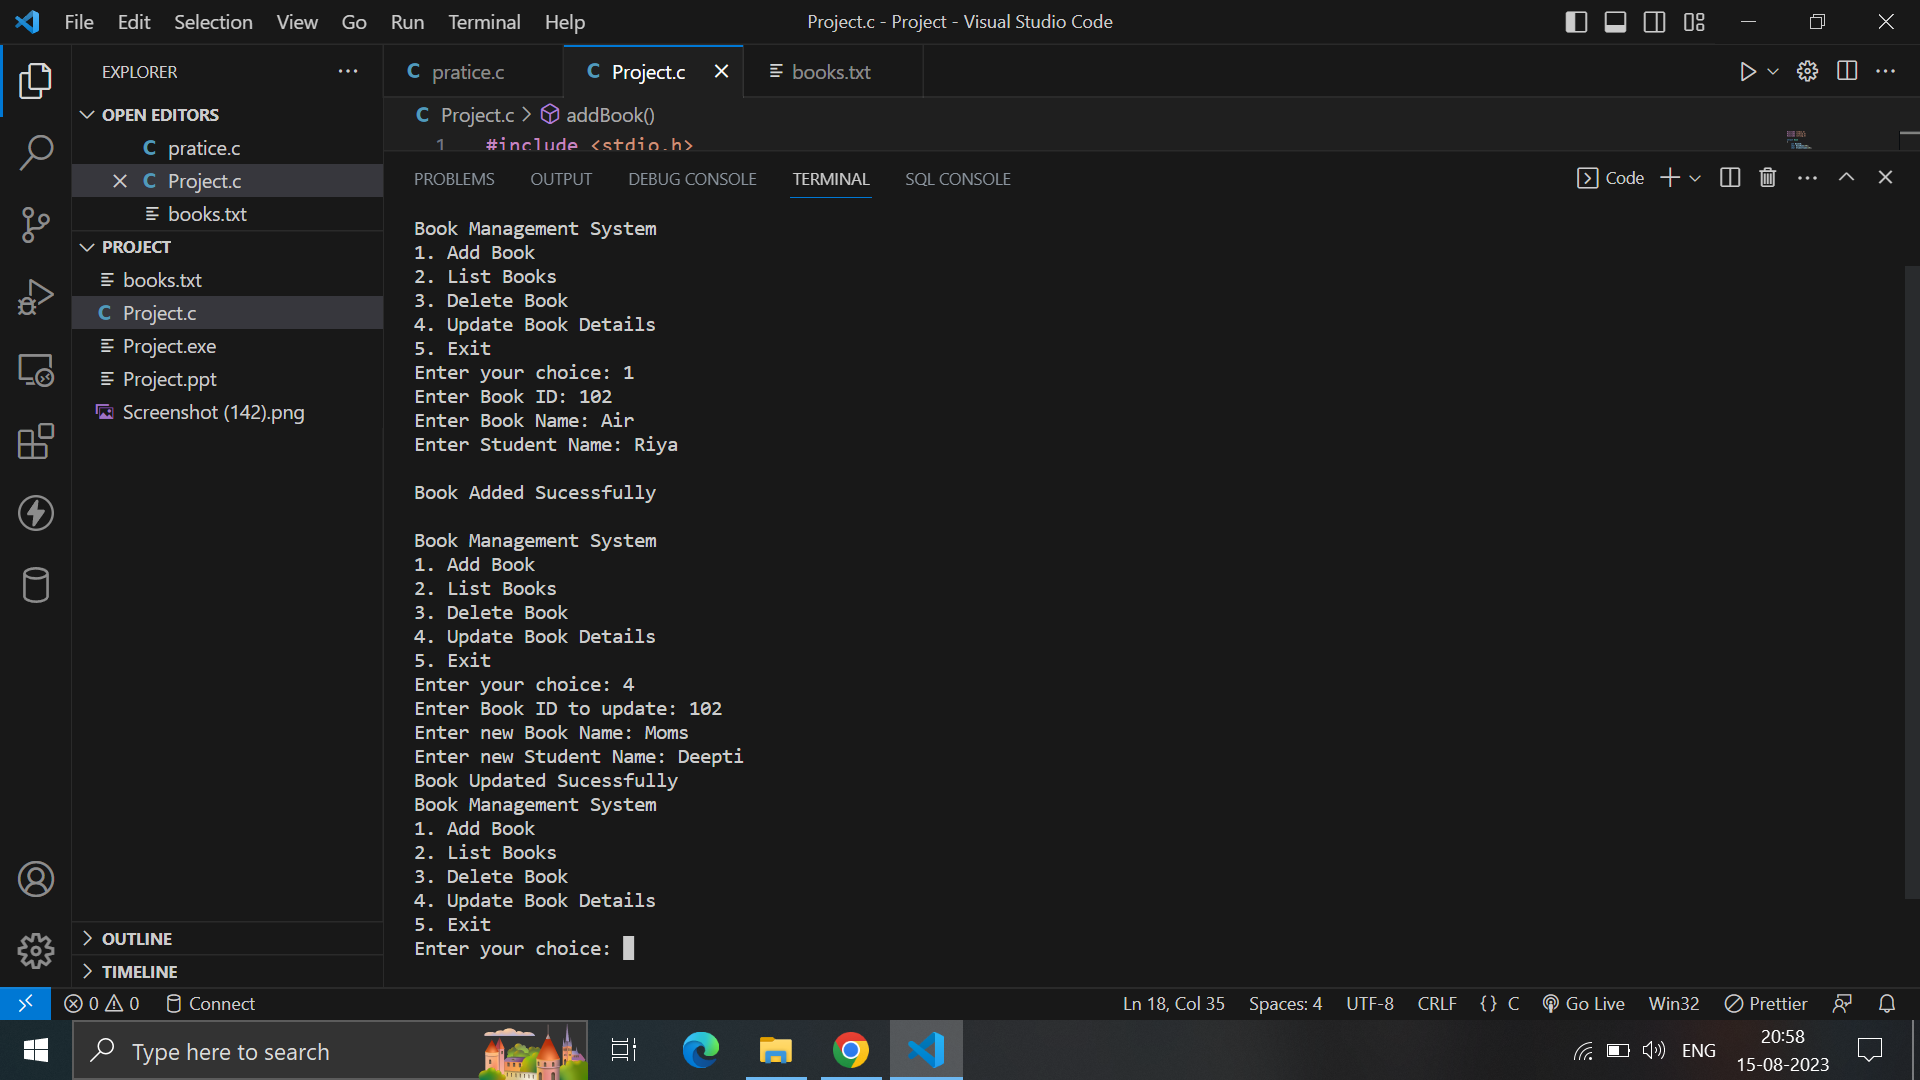 File Edit Selection View Go Run Terminal Help Project.c - Project - Visual Studio Code
EXPLORER
OPEN EDITORS
C pratice.c
C Project.c
books.txt
PROJECT
books.txt
C Project.c
Project.exe
Project.ppt
Screenshot (142).png
OUTLINE
TIMELINE
C pratice.c C Project.c books.txt
C Project.c > addBook()
1 #include <stdio.h>
PROBLEMS OUTPUT DEBUG CONSOLE TERMINAL SQL CONSOLE Code
Book Management System
1. Add Book
2. List Books
3. Delete Book
4. Update Book Details
5. Exit
Enter your choice: 1
Enter Book ID: 102
Enter Book Name: Air
Enter Student Name: Riya
Book Added Sucessfully
Book Management System
1. Add Book
2. List Books
3. Delete Book
4. Update Book Details
5. Exit
Enter your choice: 4
Enter Book ID to update: 102
Enter new Book Name: Moms
Enter new Student Name: Deepti
Book Updated Sucessfully
Book Management System
1. Add Book
2. List Books
3. Delete Book
4. Update Book Details
5. Exit
Enter your choice:
0 0 Connect Ln 18, Col 35 Spaces: 4 UTF-8 CRLF {} C Go Live Win32 Prettier
Type here to search ENG 20:58
15-08-2023